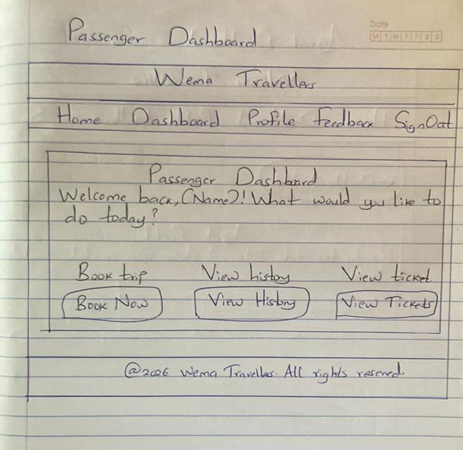 Passenger Dashboard
Date
M T W T F S S
Wema Travellers
Home Dashboard Profile Feedback SignOut
Passenger Dashboard
Welcome back, (Name)! What would you like to
do today?
Book trip View history View ticket
Book Now View History View Tickets
@2026 Wema Travellers. All rights reserved.